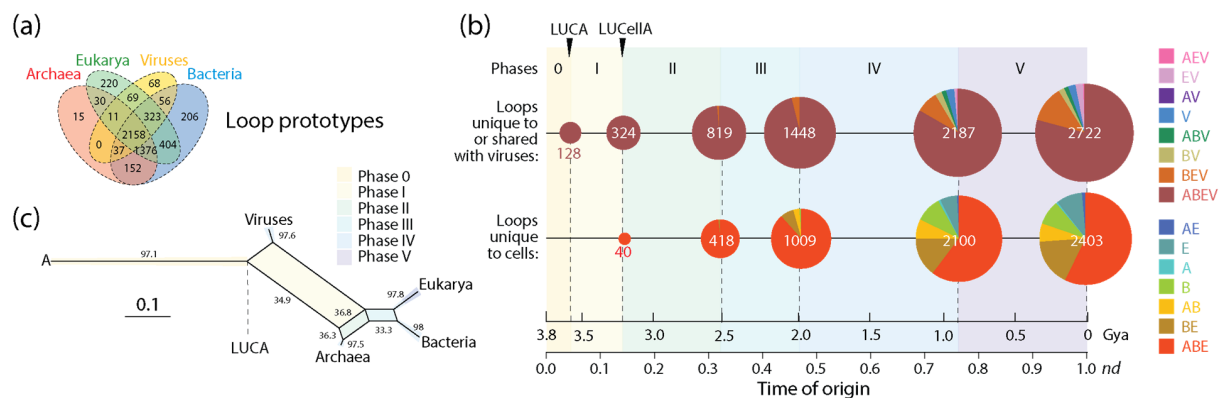 (a)
Eukarya
Viruses
Archaea
Bacteria
220
68
30
69
56
15
11
323
206
2158
0
37
1376
404
152
Loop prototypes
Phase 0
Phase I
Phase II
Phase III
Phase IV
Phase V
(c)
Viruses
97.6
A
97.1
34.9
36.8
97.8
Eukarya
0.1
36.3
33.3
98
97.5
Bacteria
LUCA
Archaea
(b)
LUCA
LUCellA
Phases
0
I
II
III
IV
V
Loops
unique to
or shared
with viruses:
128
324
819
1448
2187
2722
Loops
unique
to cells:
40
418
1009
2100
2403
3.8
3.5
3.0
2.5
2.0
1.5
1.0
0.5
0
Gya
0.0
0.1
0.2
0.3
0.4
0.5
0.6
0.7
0.8
0.9
1.0
nd
Time of origin
AEV
EV
AV
V
ABV
BV
BEV
ABEV
AE
E
A
B
AB
BE
ABE